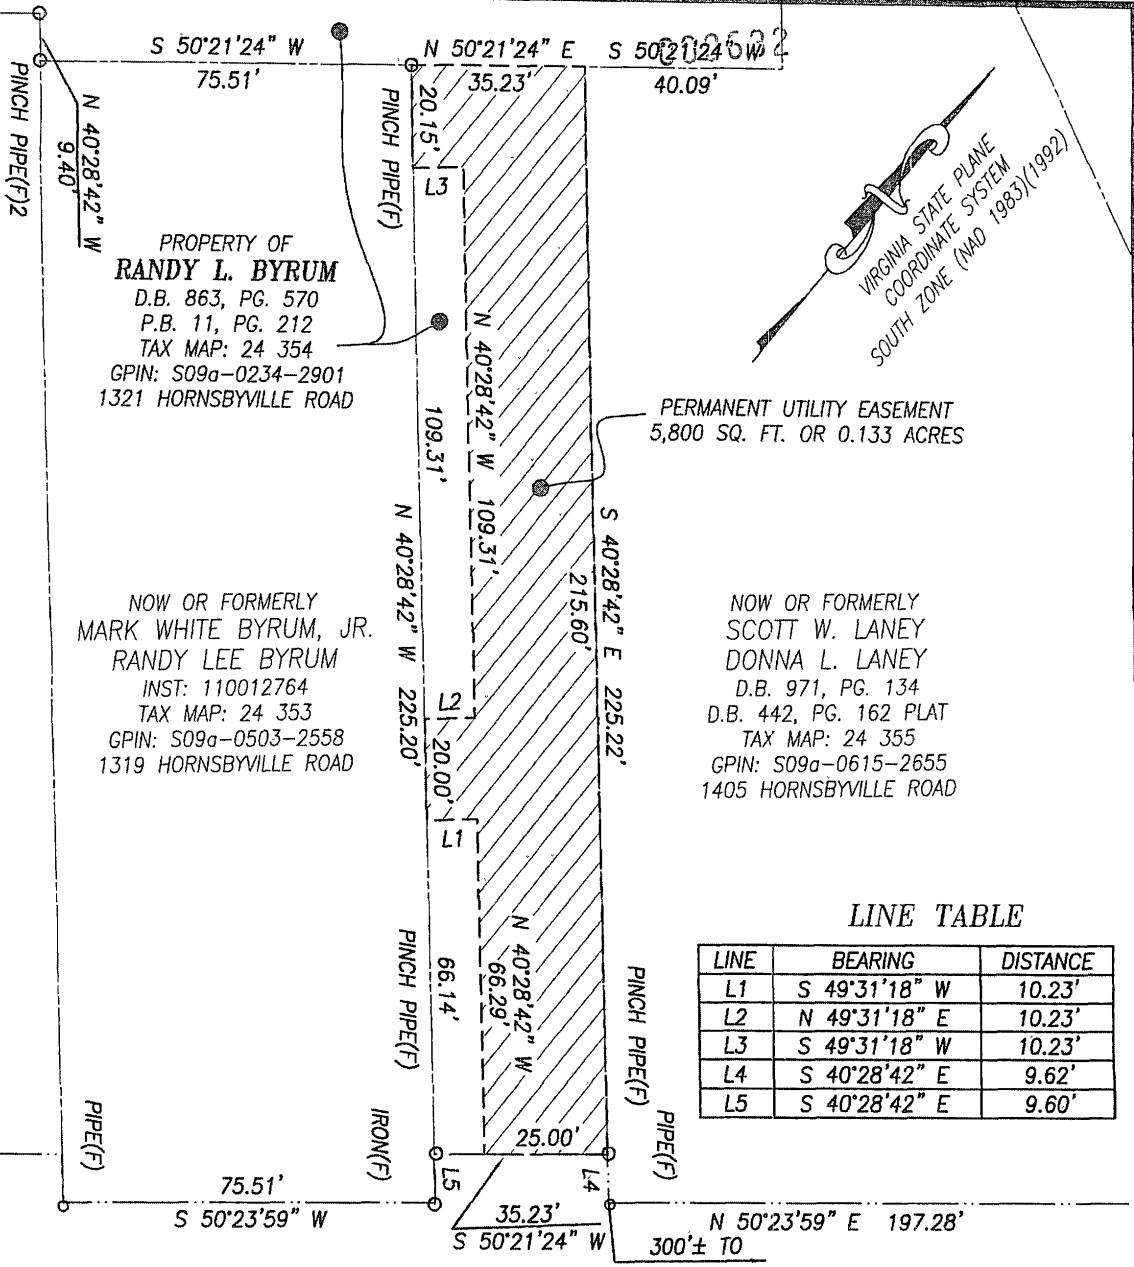 S 50°21'24" W
75.51'
N 50°21'24" E
35.23'
S 50°21'24" W
40.09'
PINCH PIPE(F)2
N 40°28'42" W
9.40'
PINCH PIPE(F)
20.15'
L3
VIRGINIA STATE PLANE
COORDINATE SYSTEM
SOUTH ZONE (NAD 1983)(1992)
PROPERTY OF
RANDY L. BYRUM
D.B. 863, PG. 570
P.B. 11, PG. 212
TAX MAP: 24 354
GPIN: S09a-0234-2901
1321 HORNSBYVILLE ROAD
N 40°28'42" W 109.31'
109.31'
N 40°28'42" W 225.20'
PERMANENT UTILITY EASEMENT
5,800 SQ. FT. OR 0.133 ACRES
S 40°28'42" E 225.22'
215.60'
NOW OR FORMERLY
MARK WHITE BYRUM, JR.
RANDY LEE BYRUM
INST: 110012764
TAX MAP: 24 353
GPIN: S09a-0503-2558
1319 HORNSBYVILLE ROAD
NOW OR FORMERLY
SCOTT W. LANEY
DONNA L. LANEY
D.B. 971, PG. 134
D.B. 442, PG. 162 PLAT
TAX MAP: 24 355
GPIN: S09a-0615-2655
1405 HORNSBYVILLE ROAD
L2
20.00'
L1
N 40°28'42" W
66.29'
66.14'
PINCH PIPE(F)
PINCH PIPE(F)
LINE TABLE
LINE BEARING DISTANCE
L1 S 49°31'18" W 10.23'
L2 N 49°31'18" E 10.23'
L3 S 49°31'18" W 10.23'
L4 S 40°28'42" E 9.62'
L5 S 40°28'42" E 9.60'
PIPE(F)
IRON(F)
25.00'
PIPE(F)
L5
L4
75.51'
S 50°23'59" W
35.23'
S 50°21'24" W
N 50°23'59" E 197.28'
300'± TO